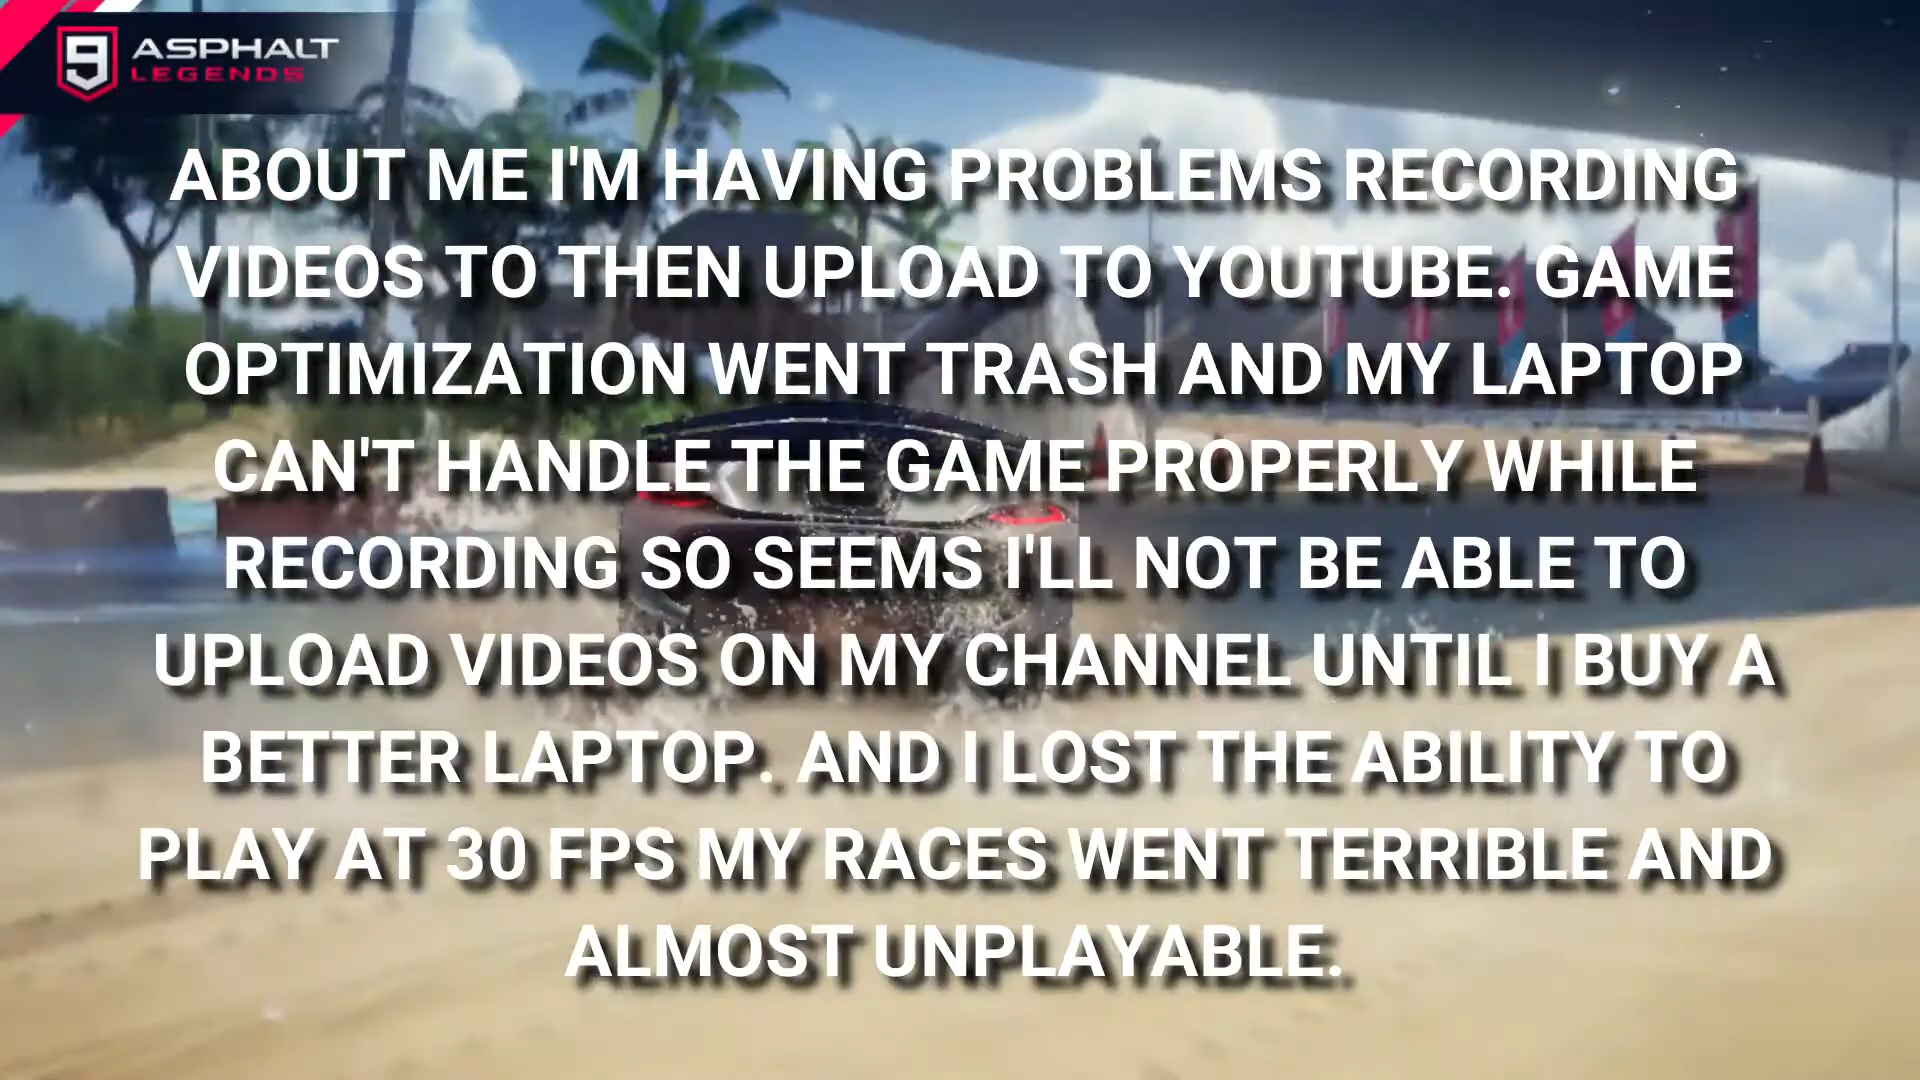 9 ASPHALT
LEGENDS
ABOUT ME I'M HAVING PROBLEMS RECORDING
VIDEOS TO THEN UPLOAD TO YOUTUBE. GAME
OPTIMIZATION WENT TRASH AND MY LAPTOP
CAN'T HANDLE THE GAME PROPERLY WHILE
RECORDING SO SEEMS I'LL NOT BE ABLE TO
UPLOAD VIDEOS ON MY CHANNEL UNTIL I BUY A
BETTER LAPTOP. AND I LOST THE ABILITY TO
PLAY AT 30 FPS MY RACES WENT TERRIBLE AND
ALMOST UNPLAYABLE.